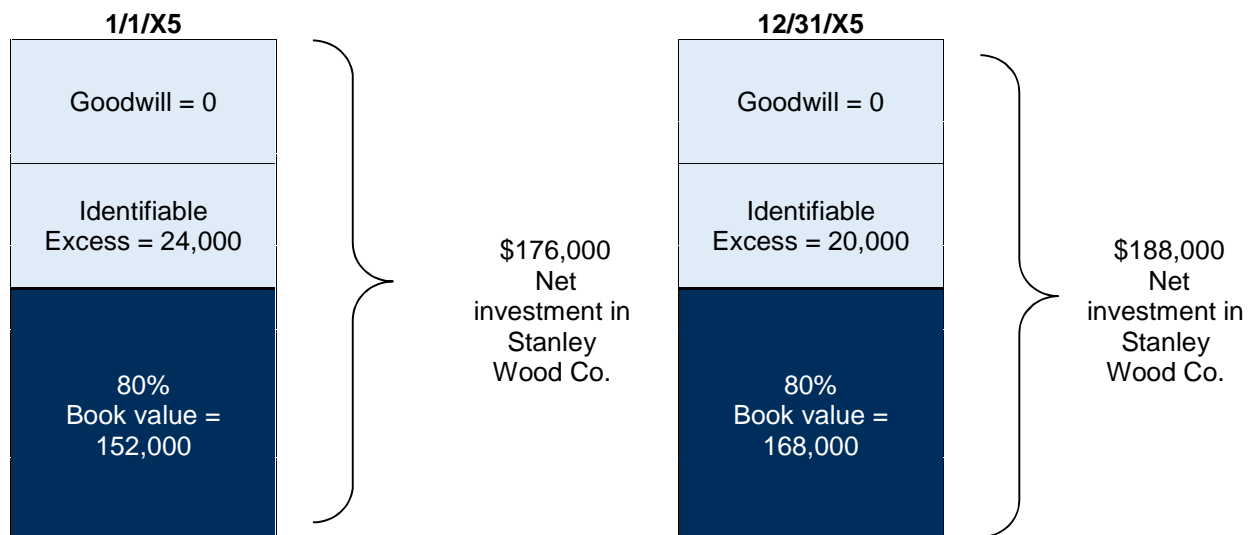 1/1/X5
Goodwill = 0
Identifiable
Excess = 24,000
80%
Book value =
152,000
$176,000
Net
investment in
Stanley
Wood Co.
12/31/X5
Goodwill = 0
Identifiable
Excess = 20,000
80%
Book value =
168,000
$188,000
Net
investment in
Stanley
Wood Co.